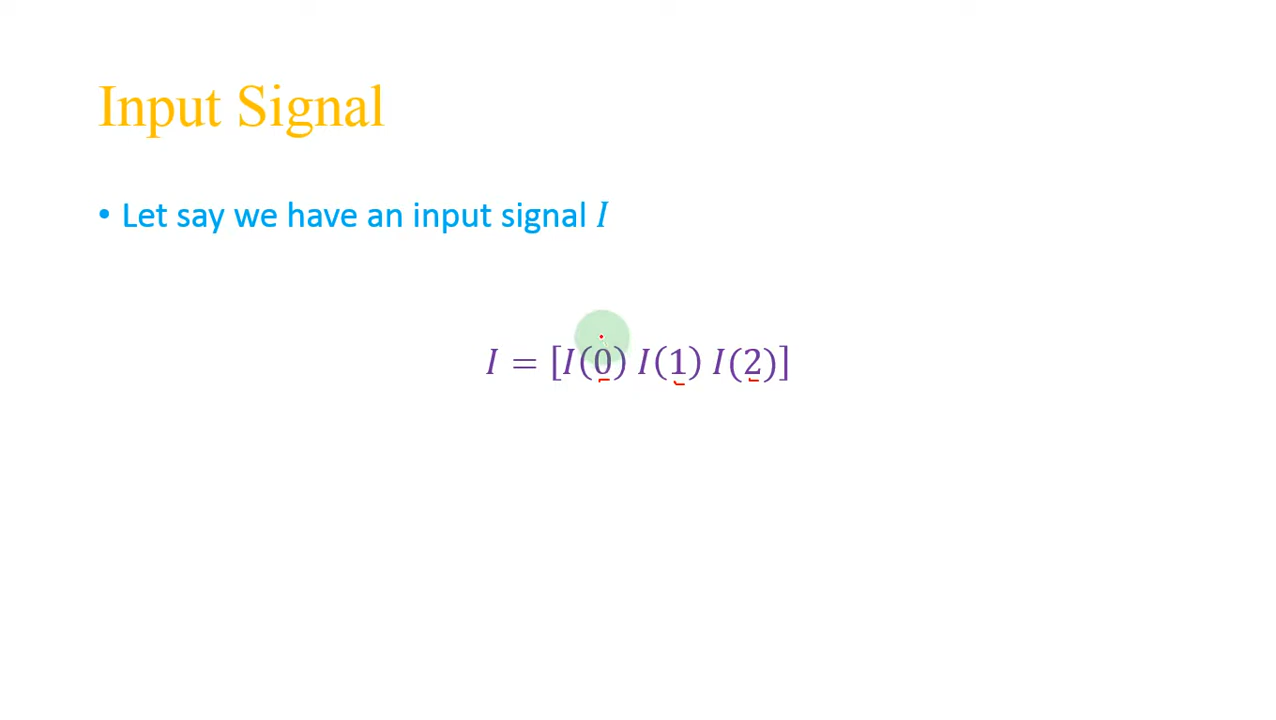 Input Signal
• Let say we have an input signal I
I = [I(0) I(1) I(2)]